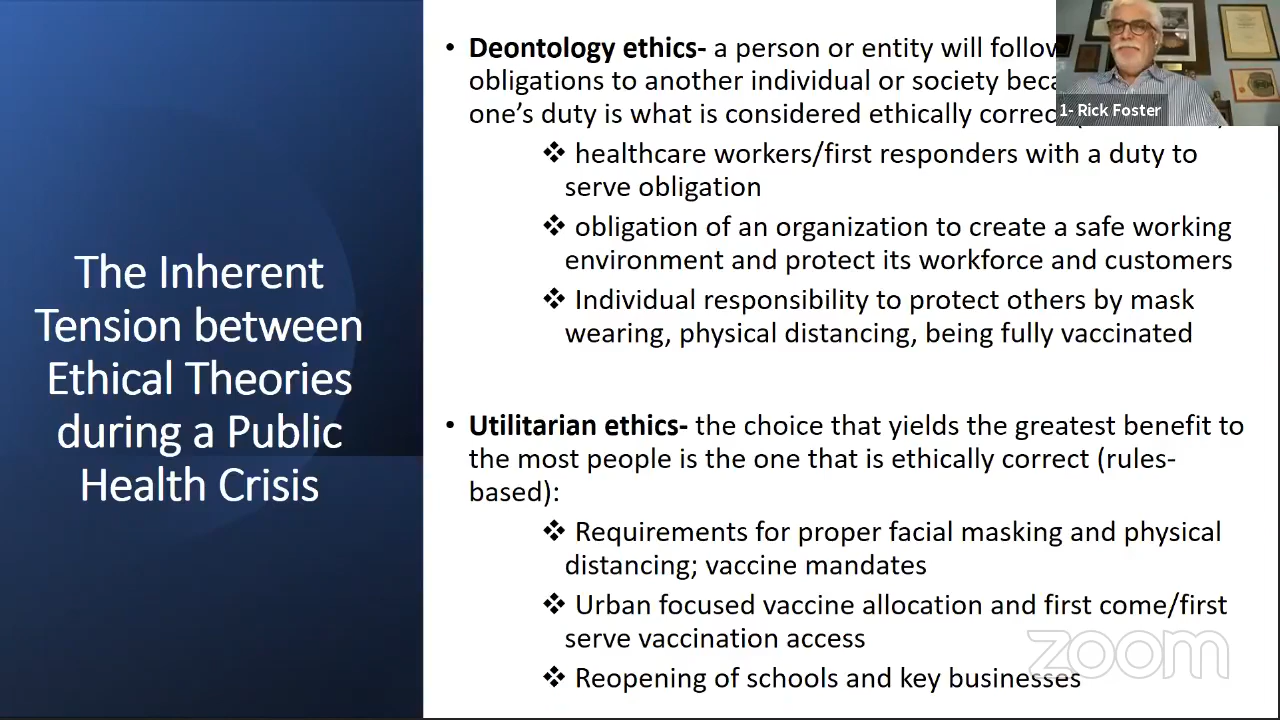 The Inherent
Tension between
Ethical Theories
during a Public
Health Crisis
• Deontology ethics- a person or entity will follow
obligations to another individual or society
one's duty is what is considered ethically correct
❖ healthcare workers/first responders with a duty to
serve obligation
❖ obligation of an organization to create a safe working
environment and protect its workforce and customers
❖ Individual responsibility to protect others by mask
wearing, physical distancing, being fully vaccinated
• Utilitarian ethics- the choice that yields the greatest benefit to
the most people is the one that is ethically correct (rules-
based):
❖ Requirements for proper facial masking and physical
distancing; vaccine mandates
❖ Urban focused vaccine allocation and first come/first
serve vaccination access
❖ Reopening of schools and key businesses
1- Rick Foster
zoom